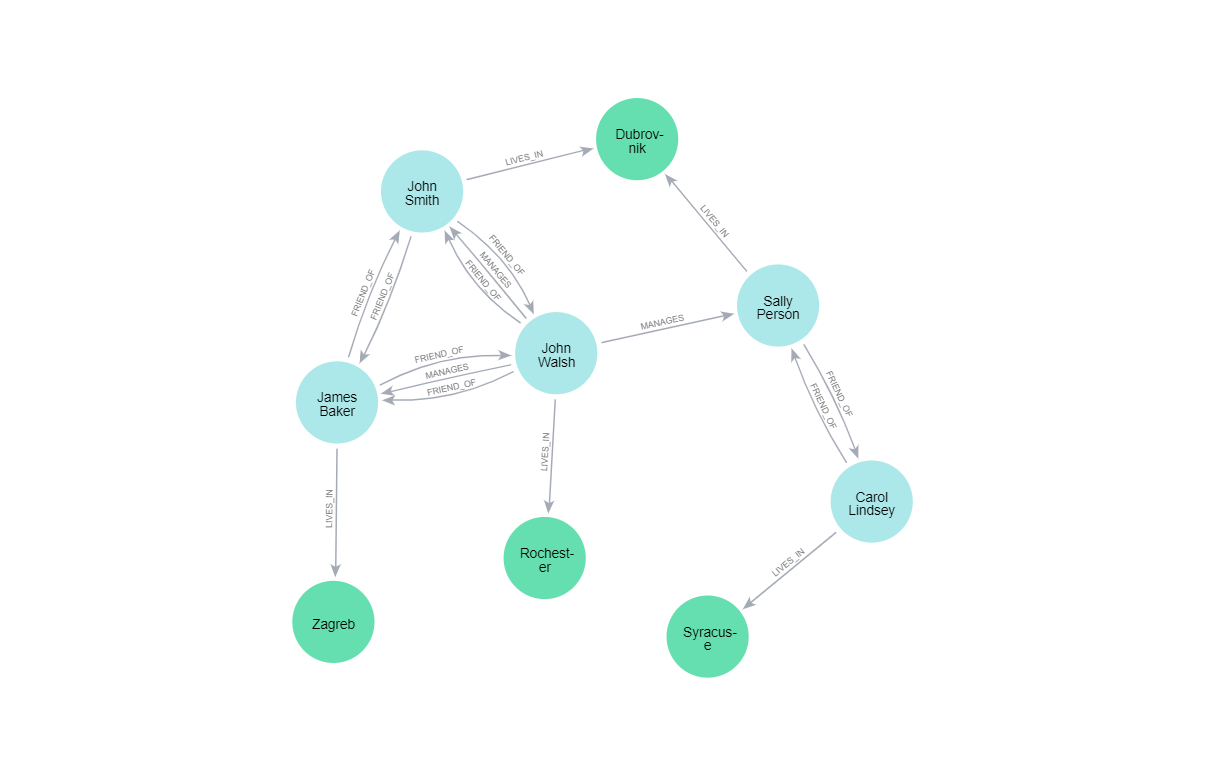 Dubrov-
nik
LIVES_IN
John
Smith
LIVES_IN
FRIEND_OF
MANAGES
FRIEND_OF
FRIEND_OF
FRIEND_OF
Sally
Person
MANAGES
John
Walsh
FRIEND_OF
MANAGES
FRIEND_OF
James
Baker
FRIEND_OF
FRIEND_OF
LIVES_IN
LIVES_IN
Carol
Lindsey
Rochest-
er
LIVES_IN
Zagreb
Syracus-
e